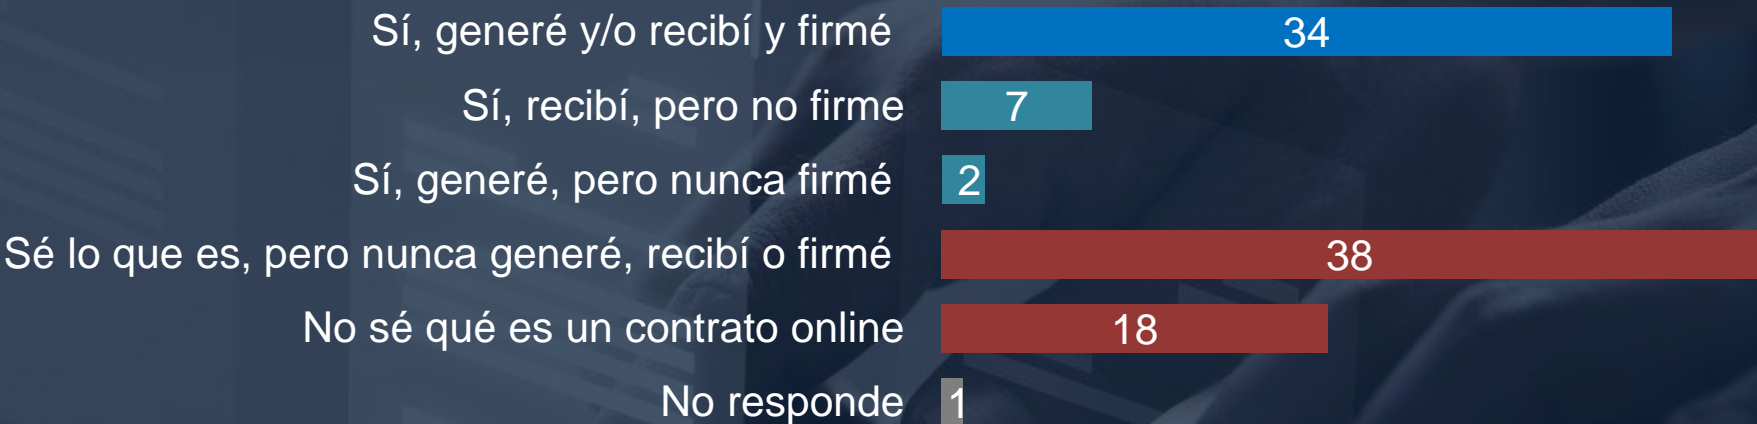 Sí, generé y/o recibí y firmé 34
Sí, recibí, pero no firme 7
Sí, generé, pero nunca firmé 2
Sé lo que es, pero nunca generé, recibí o firmé 38
No sé qué es un contrato online 18
No responde 1